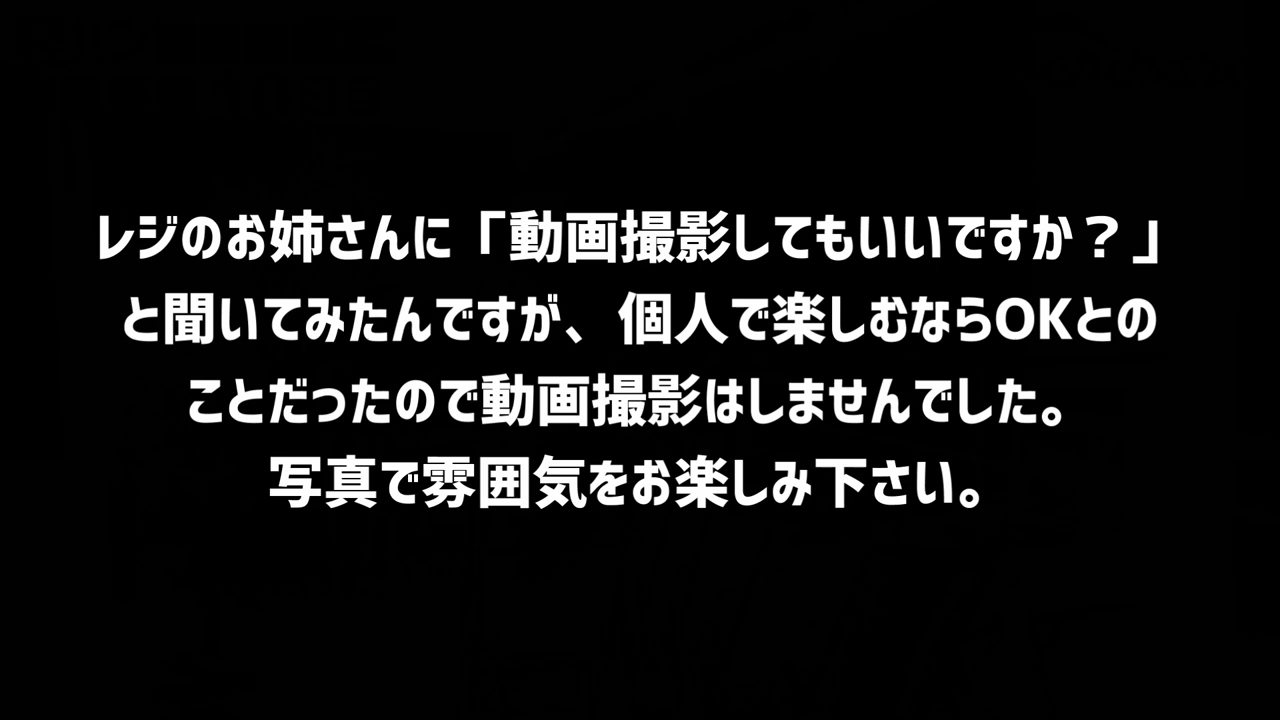 レジのお姉さんに「動画撮影してもいいですか？」
と聞いてみたんですが、個人で楽しむならOKとの
ことだったので動画撮影はしませんでした。
写真で雰囲気をお楽しみ下さい。